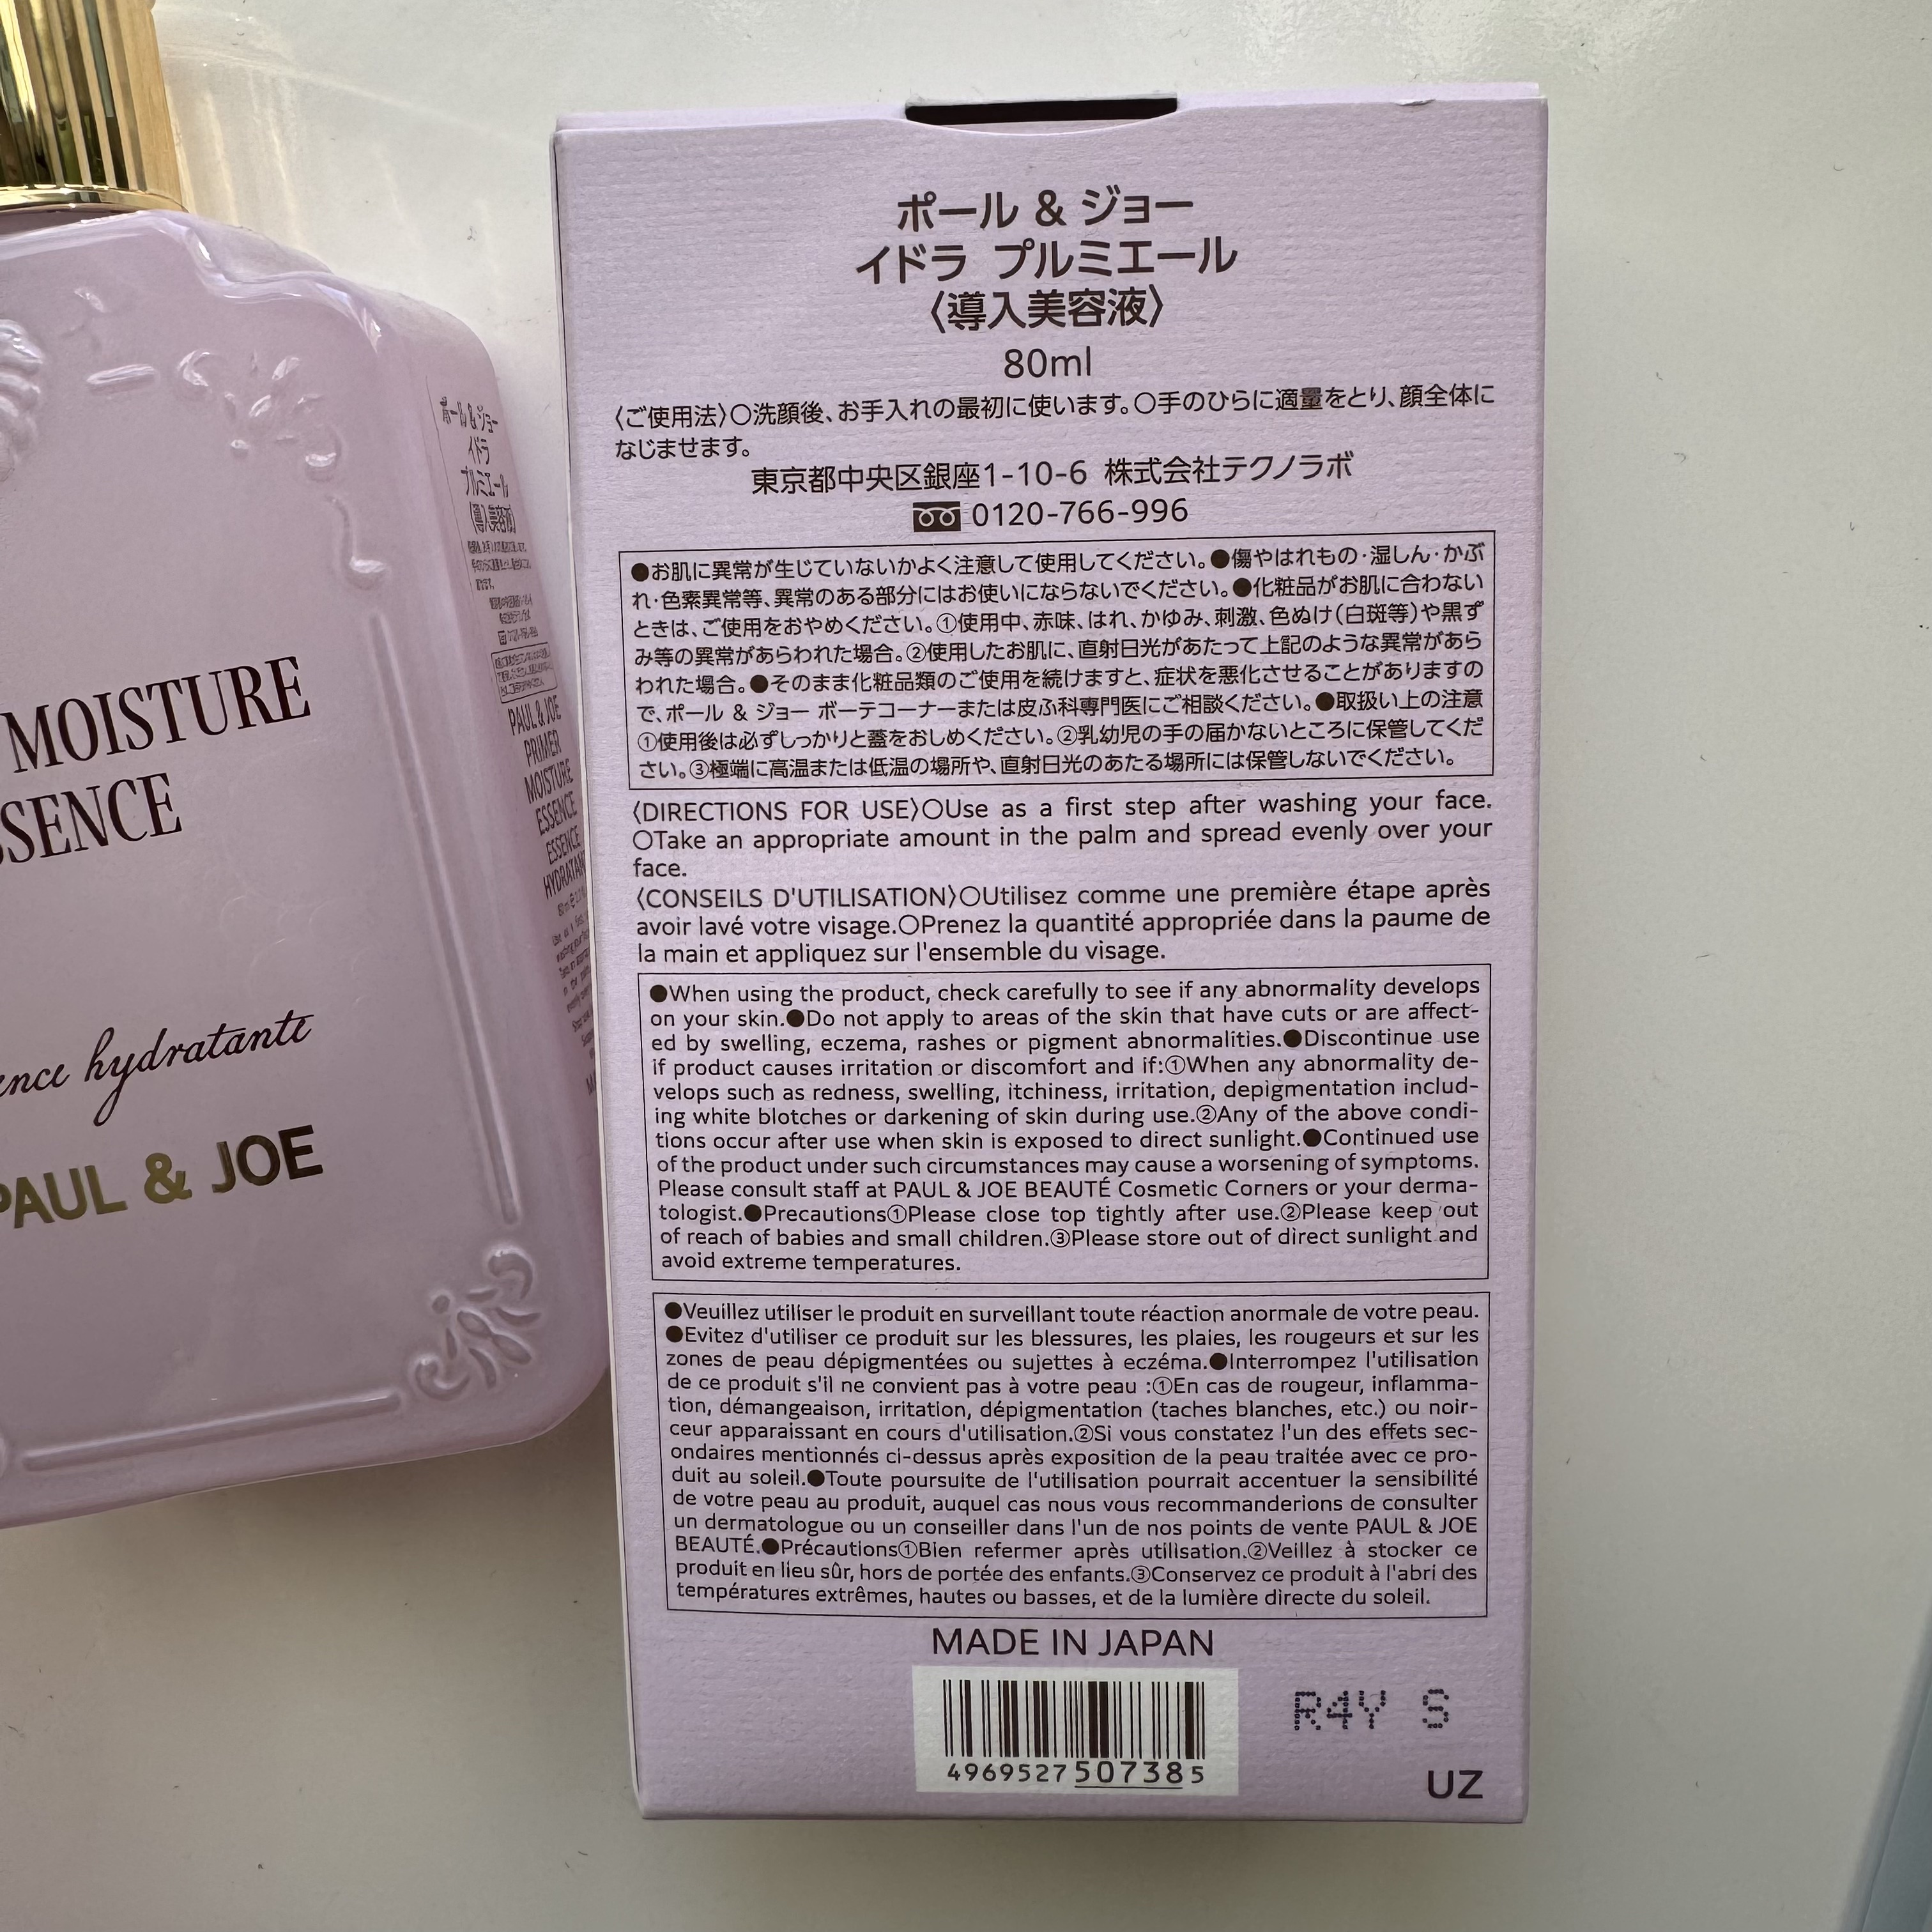 MOISTURE
hydratante
PAUL & JOE
ポール & ジョー
イドラ
プルミエール
〈導入美容液〉
PAUL & JOE
PRIMER
MOISTURE
ESSENCE
ESSENCE
ポール & ジョー
イドラ プルミエール
〈導入美容液〉
80ml
〈ご使用法〉○洗顔後、お手入れの最初に使います。○手のひらに適量をとり、顔全体に
なじませます。
東京都中央区銀座1-10-6 株式会社テクノラボ
0120-766-996
●お肌に異常が生じていないかよく注意して使用してください。●傷やはれもの·湿しん·かぶ
れ·色素異常等、異常のある部分にはお使いにならないでください。●化粧品がお肌に合わない
ときは、ご使用をおやめください。①使用中、赤味、はれ、かゆみ、刺激、色ぬけ(白斑等)や黒ず
み等の異常があらわれた場合。②使用したお肌に、直射日光があたって上記のような異常があら
われた場合。●そのまま化粧品類のご使用を続けますと、症状を悪化させることがありますの
で、ポール & ジョー ボーテコーナーまたは皮ふ科専門医にご相談ください。●取扱い上の注意
①使用後は必ずしっかりと蓋をおしめください。②乳幼児の手の届かないところに保管してくだ
さい。③極端に高温または低温の場所や、直射日光のあたる場所には保管しないでください。
〈DIRECTIONS FOR USE〉○Use as a first step after washing your face.
○Take an appropriate amount in the palm and spread evenly over your
face.
〈CONSEILS D'UTILISATION〉○Utilisez comme une première étape après
avoir lavé votre visage.○Prenez la quantité appropriée dans la paume de
la main et appliquez sur l'ensemble du visage.
●When using the product, check carefully to see if any abnormality develops
on your skin.●Do not apply to areas of the skin that have cuts or are affect-
ed by swelling, eczema, rashes or pigment abnormalities.●Discontinue use
if product causes irritation or discomfort and if:①When any abnormality de-
velops such as redness, swelling, itchiness, irritation, depigmentation includ-
ing white blotches or darkening of skin during use.②Any of the above condi-
tions occur after use when skin is exposed to direct sunlight.●Continued use
of the product under such circumstances may cause a worsening of symptoms.
Please consult staff at PAUL & JOE BEAUTÉ Cosmetic Corners or your derma-
tologist.●Precautions①Please close top tightly after use.②Please keep out
of reach of babies and small children.③Please store out of direct sunlight and
avoid extreme temperatures.
●Veuillez utiliser le produit en surveillant toute réaction anormale de votre peau.
●Evitez d'utiliser ce produit sur les blessures, les plaies, les rougeurs et sur les
zones de peau dépigmentées ou sujettes à eczéma.●Interrompez l'utilisation
de ce produit s'il ne convient pas à votre peau :①En cas de rougeur, inflamma-
tion, démangeaison, irritation, dépigmentation (taches blanches, etc.) ou noir-
ceur apparaissant en cours d'utilisation.②Si vous constatez l'un des effets sec-
ondaires mentionnés ci-dessus après exposition de la peau traitée avec ce pro-
duit au soleil.●Toute poursuite de l'utilisation pourrait accentuer la sensibilité
de votre peau au produit, auquel cas nous vous recommanderions de consulter
un dermatologue ou un conseiller dans l'un de nos points de vente PAUL & JOE
BEAUTÉ.●Précautions①Bien refermer après utilisation.②Veillez à stocker ce
produit en lieu sûr, hors de portée des enfants.③Conservez ce produit à l'abri des
températures extrêmes, hautes ou basses, et de la lumière directe du soleil.
MADE IN JAPAN
4969527507385
R4Y S
UZ